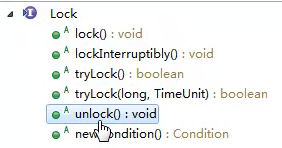 Lock
A lock() : void
A lockInterruptibly() : void
A tryLock() : boolean
A tryLock(long, TimeUnit) : boolean
A unlock() : void
A newCondition() : Condition